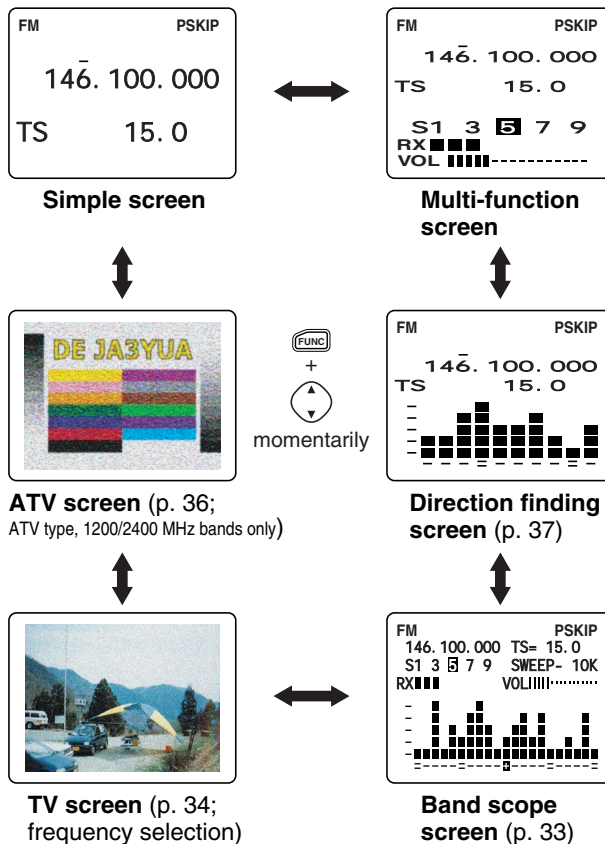 FM PSKIP
146. 100. 000
TS 15. 0
Simple screen
FM PSKIP
146. 100. 000
TS 15. 0
S1 3 5 7 9
RX
VOL
Multi-function
screen
DE JA3YUA
ATV screen (p. 36;
ATV type, 1200/2400 MHz bands only)
FUNC
+
momentarily
FM PSKIP
146. 100. 000
TS 15. 0
Direction finding
screen (p. 37)
TV screen (p. 34;
frequency selection)
FM PSKIP
146. 100. 000 TS= 15. 0
S1 3 5 7 9 SWEEP- 10K
RX VOL
Band scope
screen (p. 33)